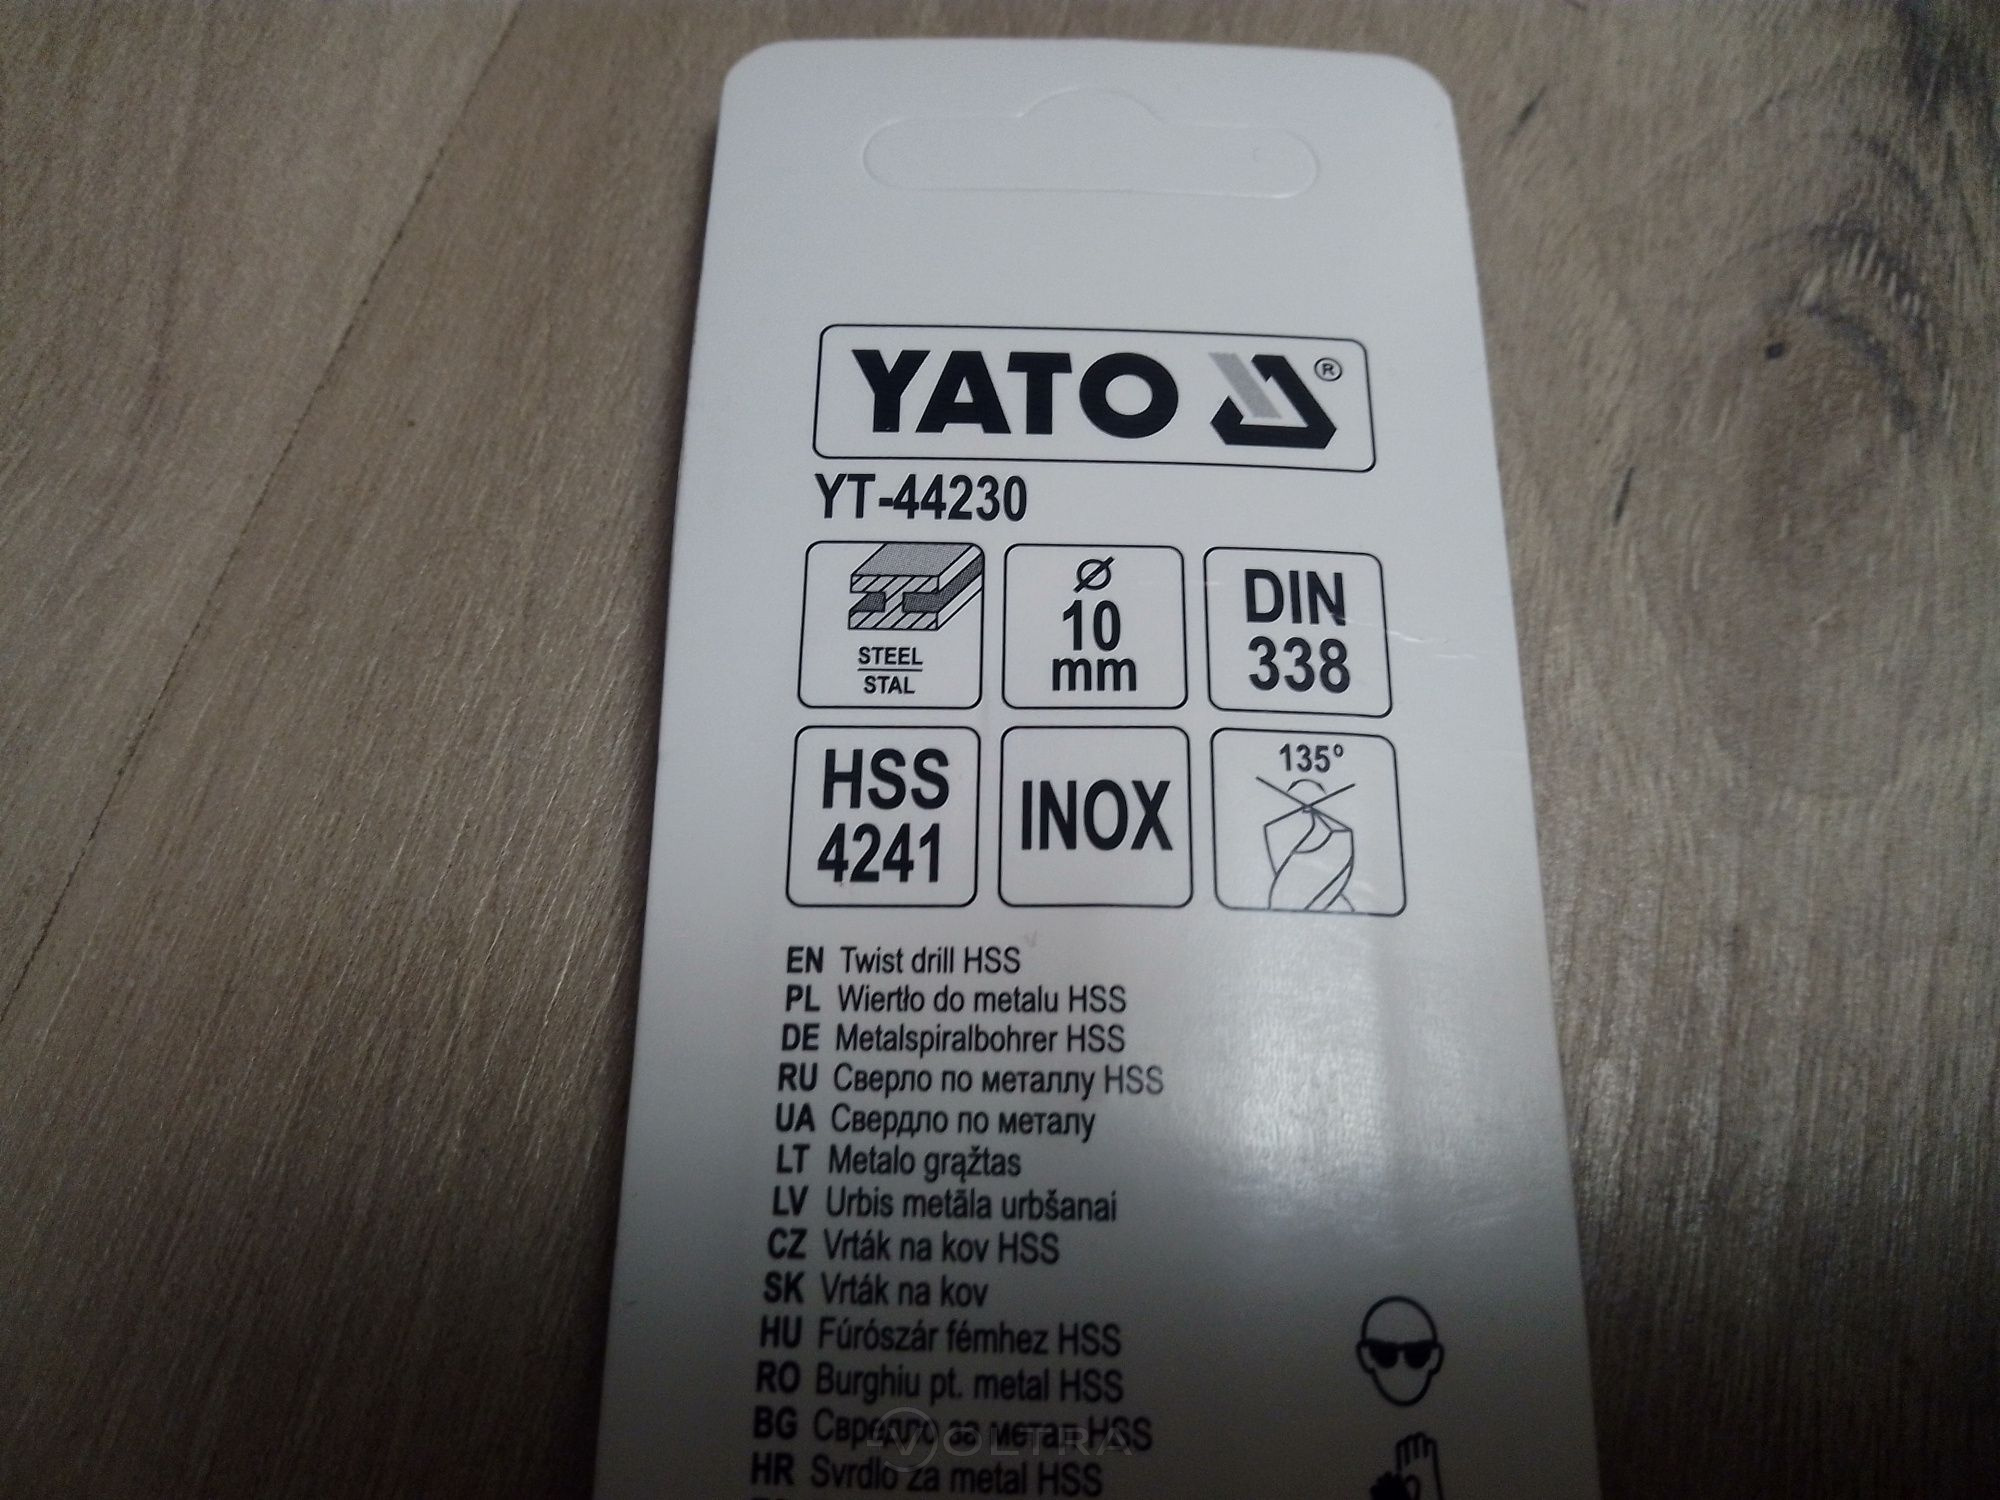 YATO ®
YT-44230
STEEL
STAL
Ø
10
mm
DIN
338
HSS
4241
INOX
135°
EN Twist drill HSS
PL Wiertło do metalu HSS
DE Metalspiralbohrer HSS
RU Сверло по металлу HSS
UA Свердло по металу
LT Metalo grąžtas
LV Urbis metāla urbšanai
CZ Vrták na kov HSS
SK Vrták na kov
HU Fúrószár fémhez HSS
RO Burghiu pt. metal HSS
BG Свредло за метал HSS
VOLTRA
HR Svrdlo za metal HSS